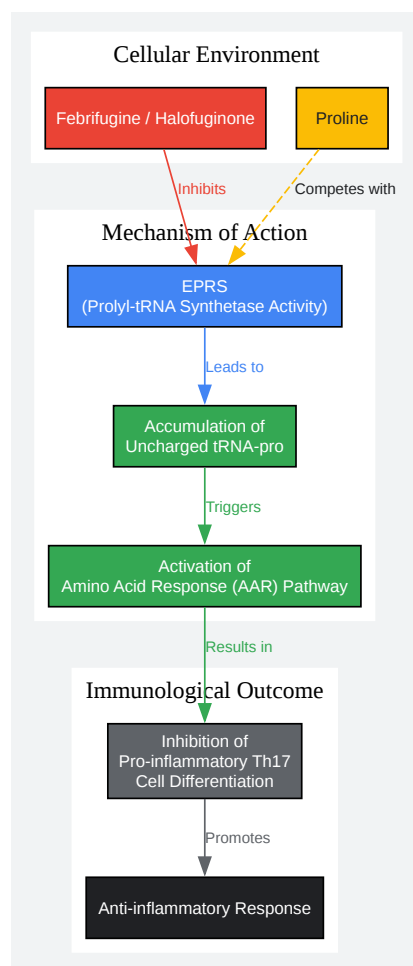 Cellular Environment
Febrifugine / Halofuginone
Proline
Inhibits
Competes with
Mechanism of Action
EPRS
(Prolyl-tRNA Synthetase Activity)
Leads to
Accumulation of
Uncharged tRNA-pro
Triggers
Activation of
Amino Acid Response (AAR) Pathway
Results in
Immunological Outcome
Inhibition of
Pro-inflammatory Th17
Cell Differentiation
Promotes
Anti-inflammatory Response